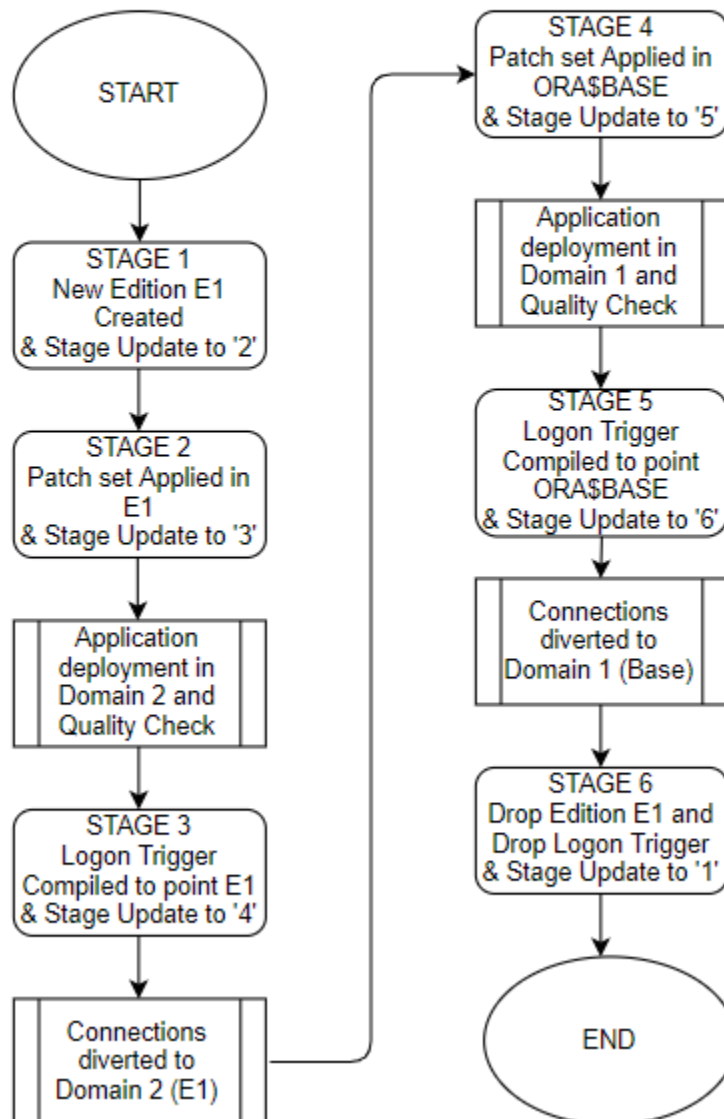 START
STAGE 1
New Edition E1
Created
& Stage Update to '2'
STAGE 2
Patch set Applied in
E1
& Stage Update to '3'
Application
deployment in
Domain 2 and
Quality Check
STAGE 3
Logon Trigger
Compiled to point E1
& Stage Update to '4'
Connections
diverted to
Domain 2 (E1)
STAGE 4
Patch set Applied in
ORA$BASE
& Stage Update to '5'
Application
deployment in
Domain 1 and
Quality Check
STAGE 5
Logon Trigger
Compiled to point
ORA$BASE
& Stage Update to '6'
Connections
diverted to
Domain 1 (Base)
STAGE 6
Drop Edition E1 and
Drop Logon Trigger
& Stage Update to '1'
END